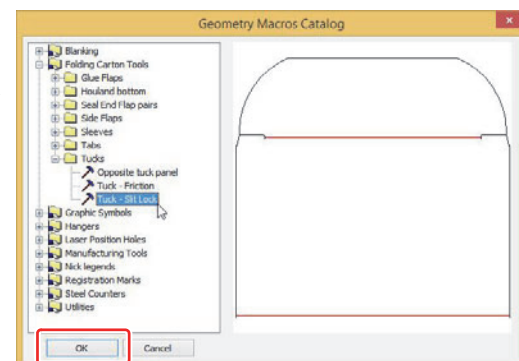 Geometry Macros Catalog
Blanking
Folding Carton Tools
Glue Flaps
Houland bottom
Seal End Flap pairs
Side Flaps
Sleeves
Tabs
Tucks
Opposite tuck panel
Tuck - Friction
Tuck - Slit Lock
Graphic Symbols
Hangers
Laser Position Holes
Manufacturing Tools
Nick legends
Registration Marks
Steel Counters
Utilities
OK
Cancel